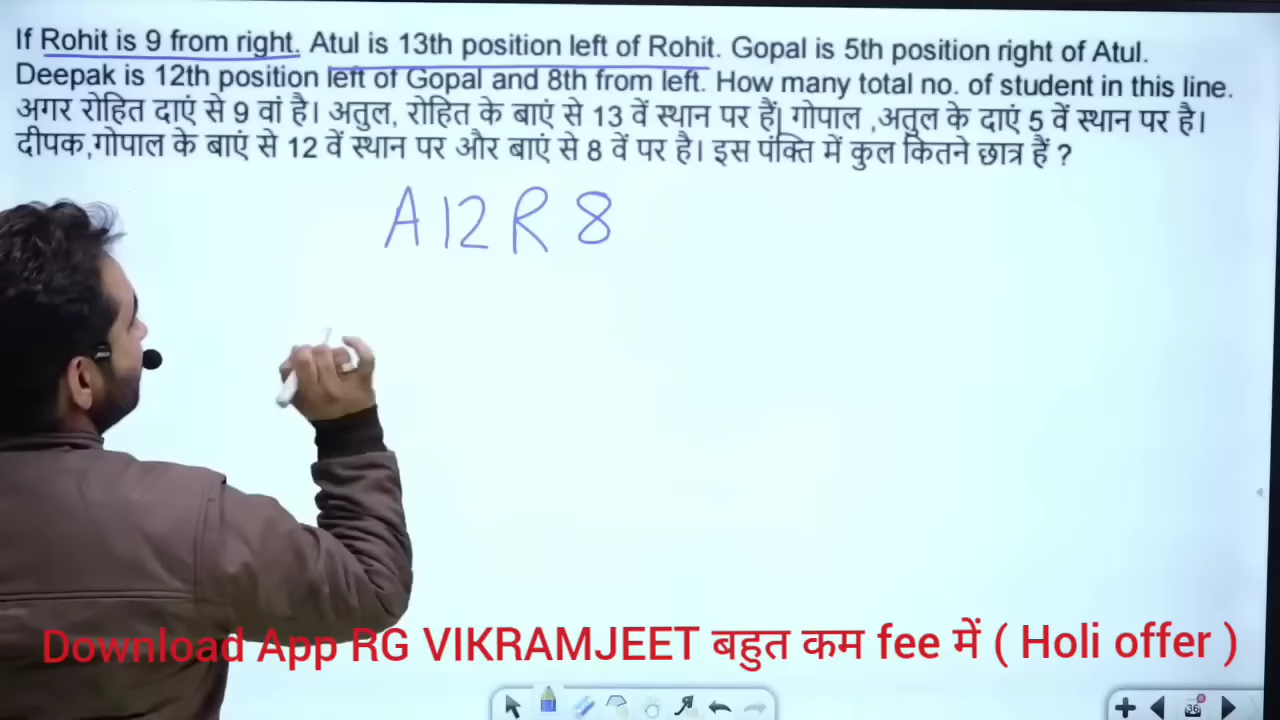 If Rohit is 9 from right. Atul is 13th position left of Rohit. Gopal is 5th position right of Atul.
Deepak is 12th position left of Gopal and 8th from left. How many total no. of student in this line.
अगर रोहित दाएं से 9 वां है। अतुल, रोहित के बाएं से 13 वें स्थान पर हैं। गोपाल ,अतुल के दाएं 5 वें स्थान पर है।
दीपक,गोपाल के बाएं से 12 वें स्थान पर और बाएं से 8 वें पर है। इस पंक्ति में कुल कितने छात्र हैं ?
A 12 R 8
Download App RG VIKRAMJEET बहुत कम fee में ( Holi offer )
36